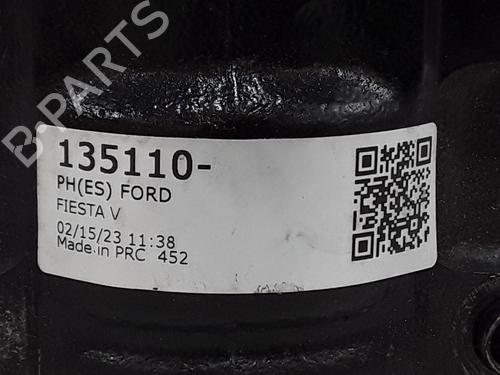 B-PARTS
135110-
PH(ES) FORD
FIESTA V
02/15/23 11:38
Made in PRC 452